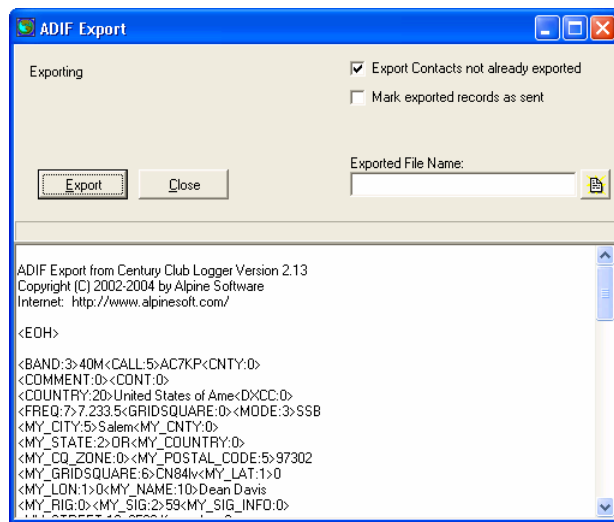 ADIF Export
Exporting
Export Contacts not already exported
Mark exported records as sent
Exported File Name:
Export
Close
ADIF Export from Century Club Logger Version 2.13
Copyright (C) 2002-2004 by Alpine Software
Internet:  http://www.alpinesoft.com/
<EOH>
<BAND:3>40M<CALL:5>AC7KP<CNTY:0>
<COMMENT:0><CONT:0>
<COUNTRY:20>United States of Ame<DXCC:0>
<FREQ:7>7.233.5<GRIDSQUARE:0><MODE:3>SSB
<MY_CITY:5>Salem<MY_CNTY:0>
<MY_STATE:2>OR<MY_COUNTRY:0>
<MY_CQ_ZONE:0><MY_POSTAL_CODE:5>97302
<MY_GRIDSQUARE:6>CN84lv<MY_LAT:1>0
<MY_LON:1>0<MY_NAME:10>Dean Davis
<MY_RIG:0><MY_SIG:2>59<MY_SIG_INFO:0>